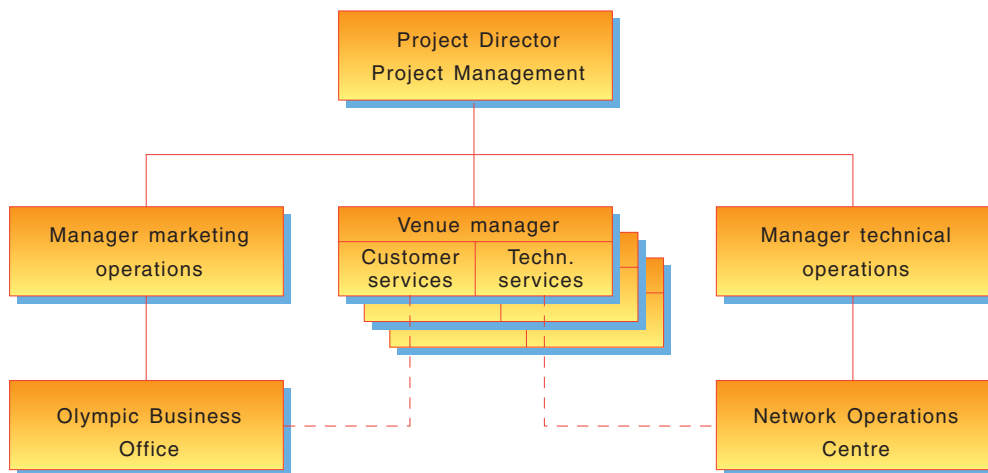 Project Director
Project Management
Manager marketing
operations
Venue manager
Customer
services
Techn.
services
Manager technical
operations
Olympic Business
Office
Network Operations
Centre